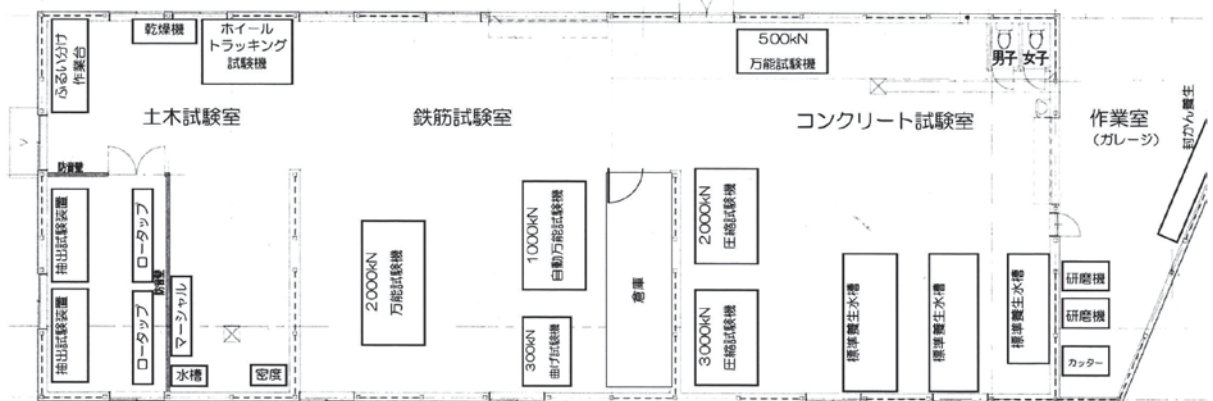 ふるい分け
作業台
乾燥機
ホイール
トラッキング
試験機
土木試験室
防音壁
抽出試験装置
抽出試験装置
ロータップ
ロータップ
防音壁
マーシャル
水槽
密度
鉄筋試験室
2000kN
万能試験機
1000kN
自動万能試験機
300kN
曲げ試験機
倉庫
500kN
万能試験機
コンクリート試験室
2000kN
圧縮試験機
3000kN
圧縮試験機
標準養生水槽
標準養生水槽
標準養生水槽
男子
女子
作業室
(ガレージ)
封かん養生
研磨機
研磨機
カッター